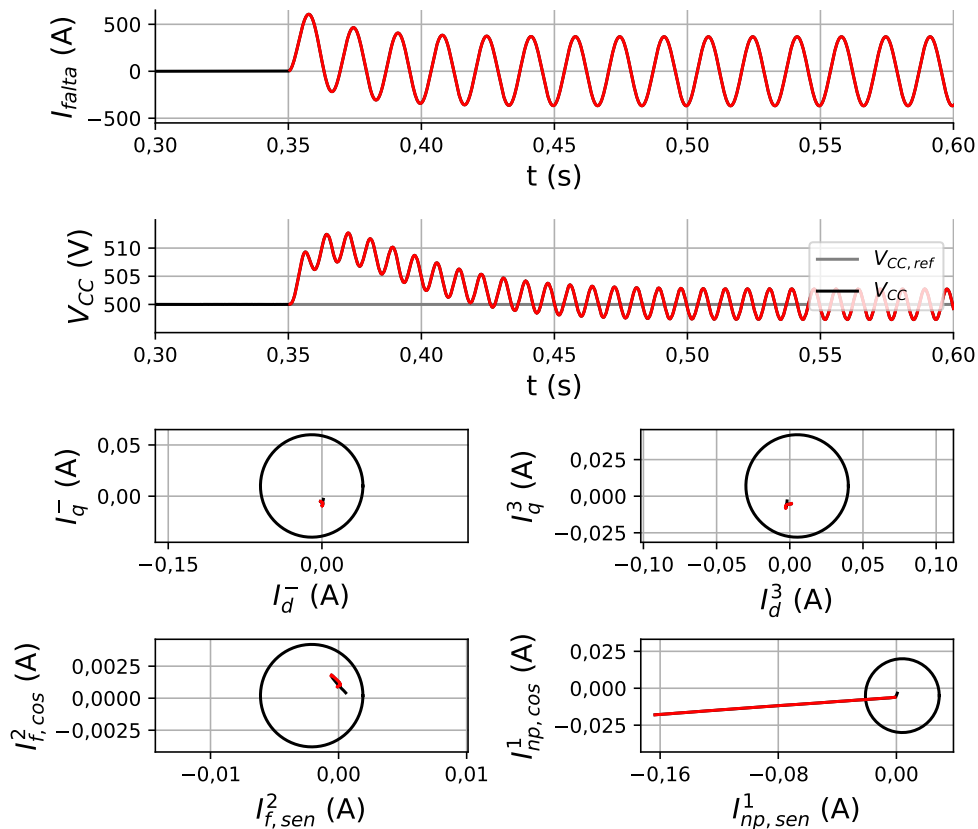 500
0
−500
I_falta (A)
0,30 0,35 0,40 0,45 0,50 0,55 0,60
t (s)
510
505
500
V_CC (V)
V_CC,ref
V_CC
0,30 0,35 0,40 0,45 0,50 0,55 0,60
t (s)
0,05
0,00
I_q^− (A)
−0,15 0,00
I_d^− (A)
0,025
0,000
−0,025
I_q^3 (A)
−0,10 −0,05 0,00 0,05 0,10
I_d^3 (A)
0,0025
0,0000
−0,0025
I_f,cos^2 (A)
−0,01 0,00 0,01
I_f,sen^2 (A)
0,025
0,000
−0,025
I_np,cos^1 (A)
−0,16 −0,08 0,00
I_np,sen^1 (A)